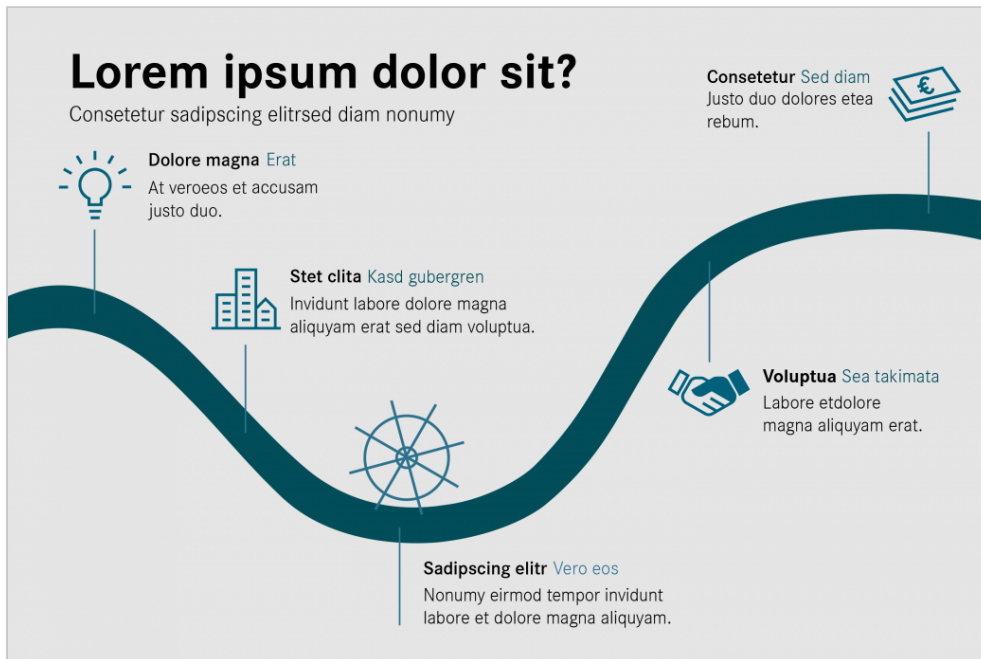 Lorem ipsum dolor sit?
Consetetur sadipscing elitrsed diam nonumy
Dolore magna Erat
At veroeos et accusam
justo duo.
Stet clita Kasd gubergren
Invidunt labore dolore magna
aliquyam erat sed diam voluptua.
Sadipscing elitr Vero eos
Nonumy eirmod tempor invidunt
labore et dolore magna aliquyam.
Voluptua Sea takimata
Labore etdolore
magna aliquyam erat.
Consetetur Sed diam
Justo duo dolores etea
rebum.
€